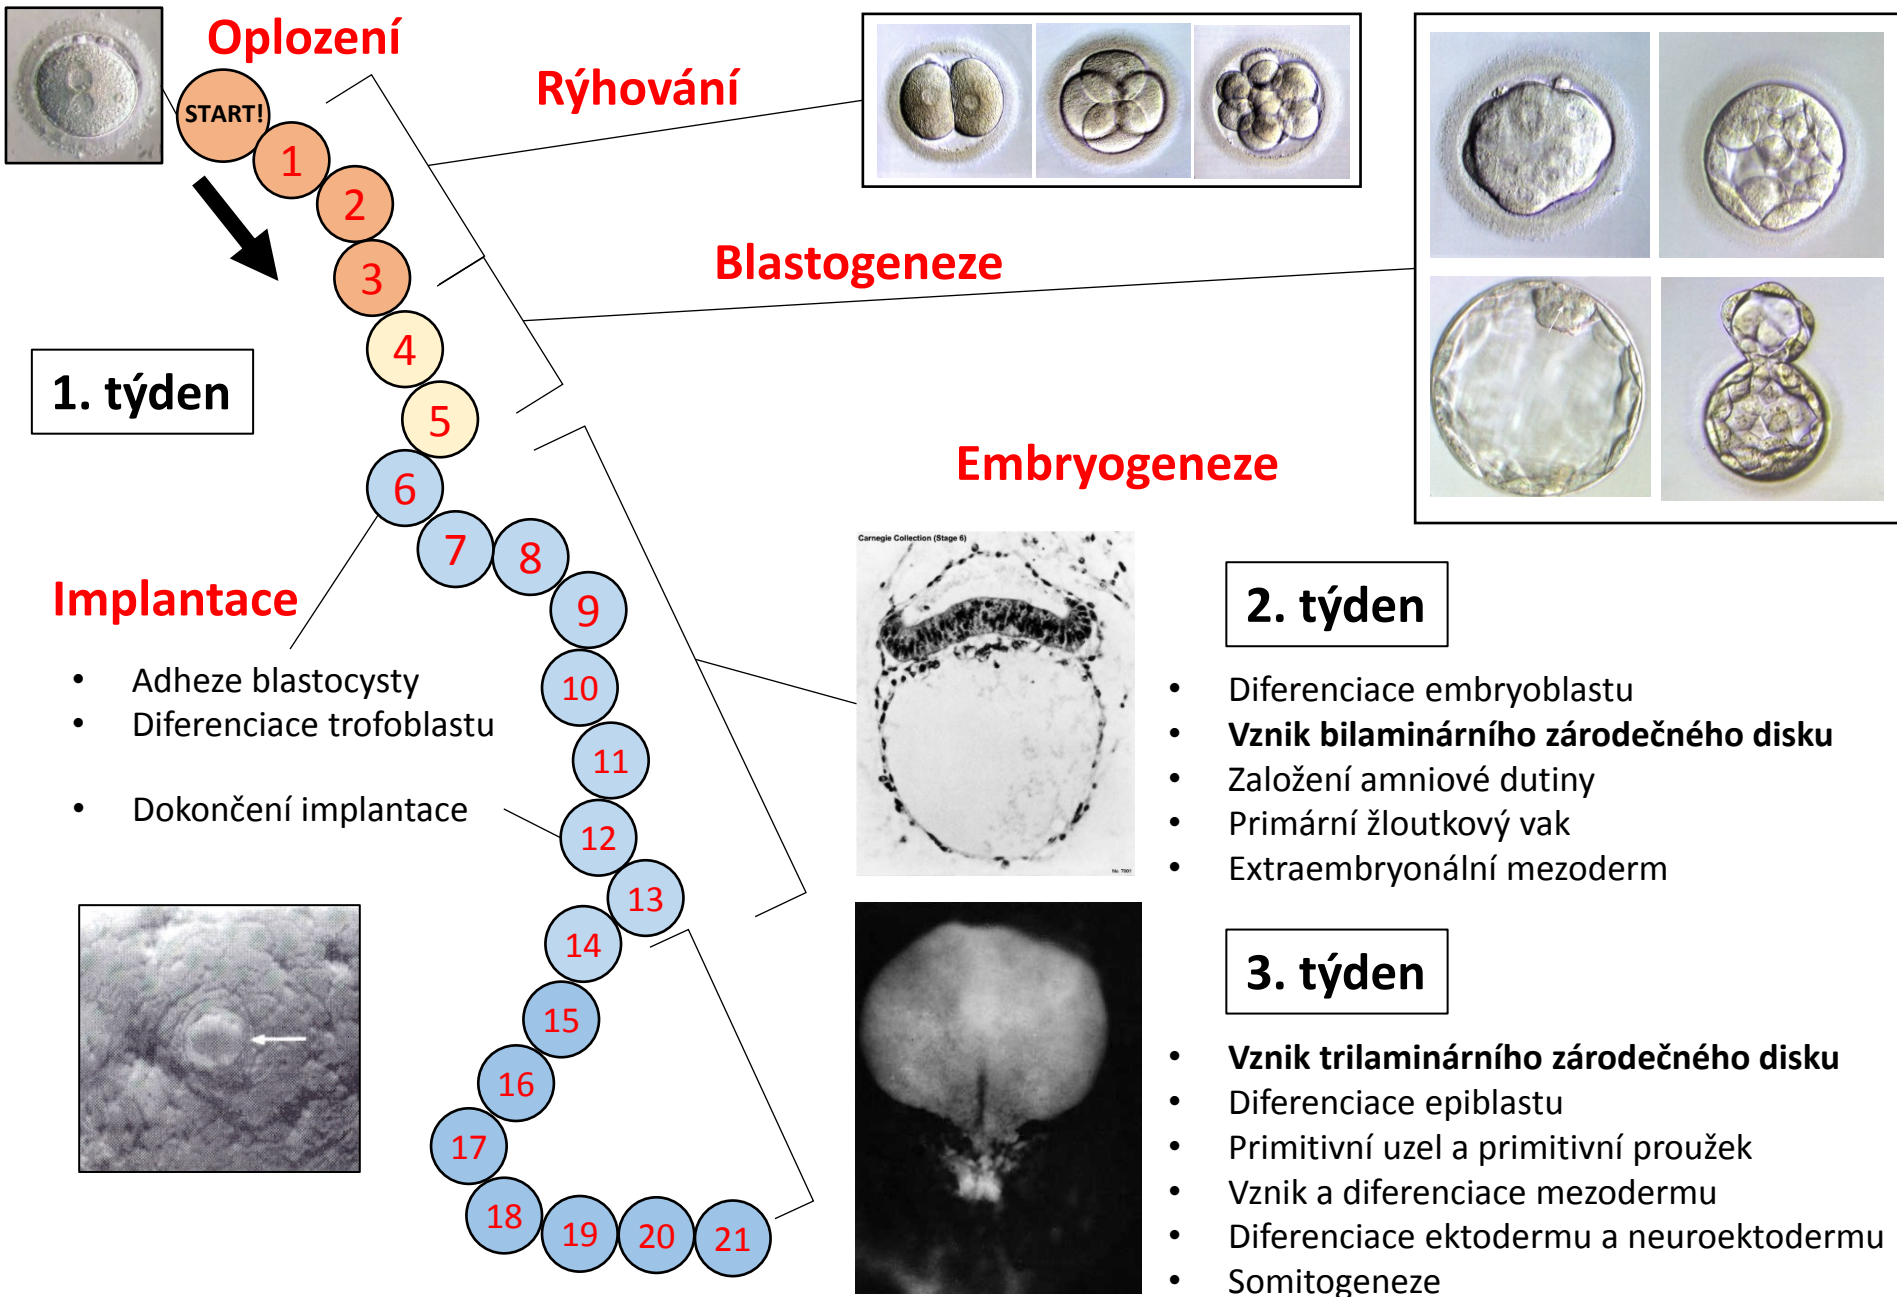 Oplození
START!
1
2
3
4
5
6
7
8
9
10
11
12
13
14
15
16
17
18
19
20
21
Rýhování
Blastogeneze
1. týden
Embryogeneze
Implantace
• Adheze blastocysty
• Diferenciace trofoblastu
• Dokončení implantace
Carnegie Collection (Stage 6)
No. 7801
2. týden
• Diferenciace embryoblastu
• Vznik bilaminárního zárodečného disku
• Založení amniové dutiny
• Primární žloutkový vak
• Extraembryonální mezoderm
3. týden
• Vznik trilaminárního zárodečného disku
• Diferenciace epiblastu
• Primitivní uzel a primitivní proužek
• Vznik a diferenciace mezodermu
• Diferenciace ektodermu a neuroektodermu
• Somitogeneze